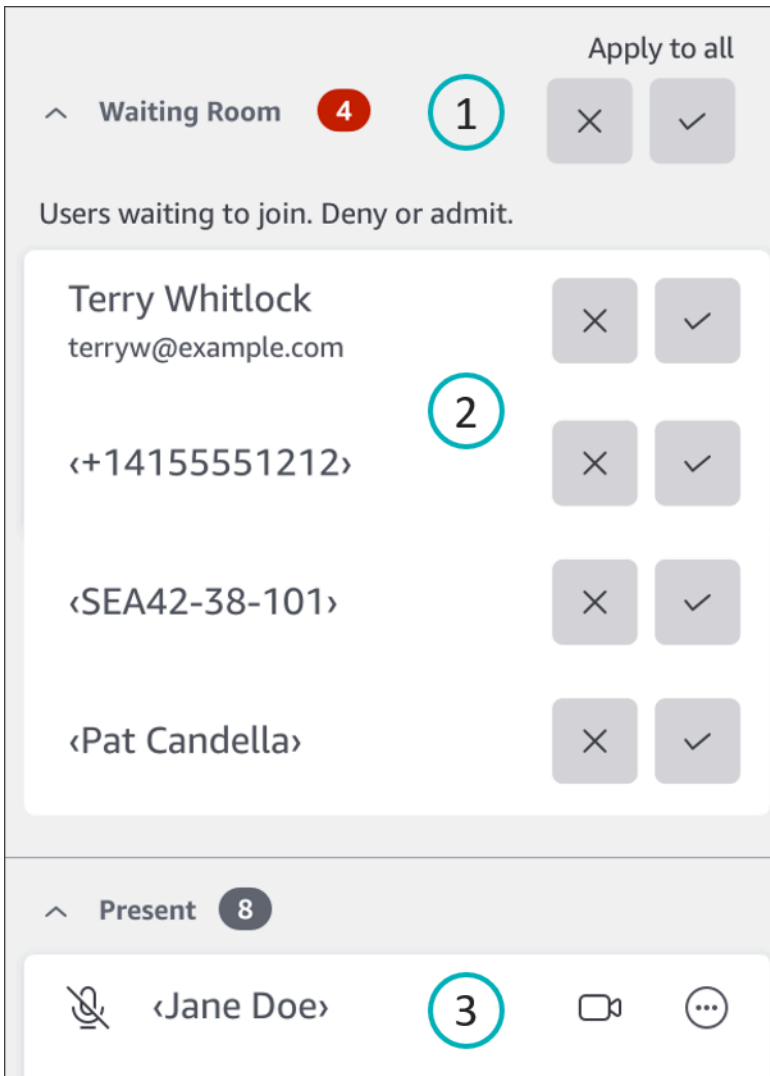 Apply to all
Waiting Room 4 1
Users waiting to join. Deny or admit.
Terry Whitlock
terryw@example.com
2
‹+14155551212›
‹SEA42-38-101›
‹Pat Candella›
Present 8
‹Jane Doe› 3